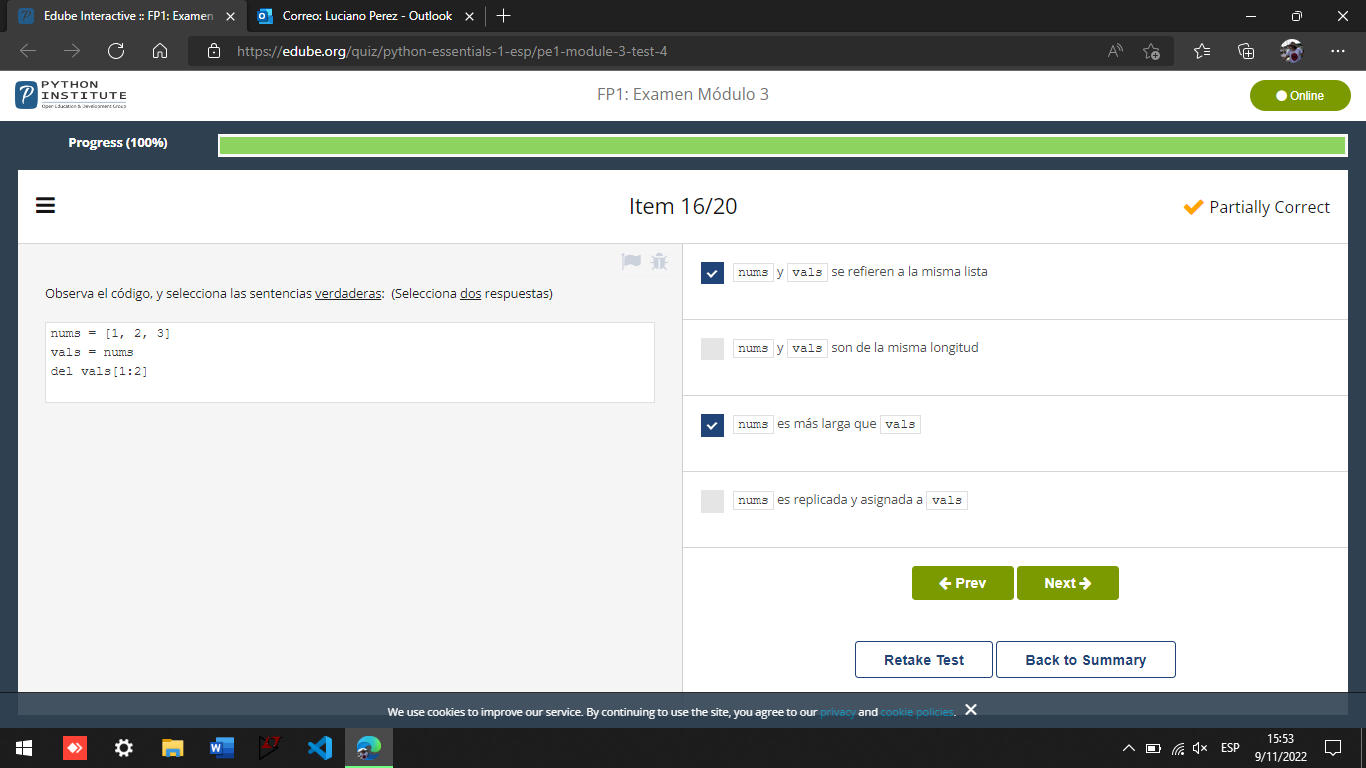 Edube Interactive :: FP1: Examen
Correo: Luciano Perez - Outlook
https://edube.org/quiz/python-essentials-1-esp/pe1-module-3-test-4
PYTHON
INSTITUTE
Open Education & Development Group
FP1: Examen Módulo 3
Online
Progress (100%)
Item 16/20
Partially Correct
Observa el código, y selecciona las sentencias verdaderas: (Selecciona dos respuestas)
nums = [1, 2, 3]
vals = nums
del vals[1:2]
nums y vals se refieren a la misma lista
nums y vals son de la misma longitud
nums es más larga que vals
nums es replicada y asignada a vals
Prev
Next
Retake Test
Back to Summary
We use cookies to improve our service. By continuing to use the site, you agree to our privacy and cookie policies.
ESP
15:53
9/11/2022